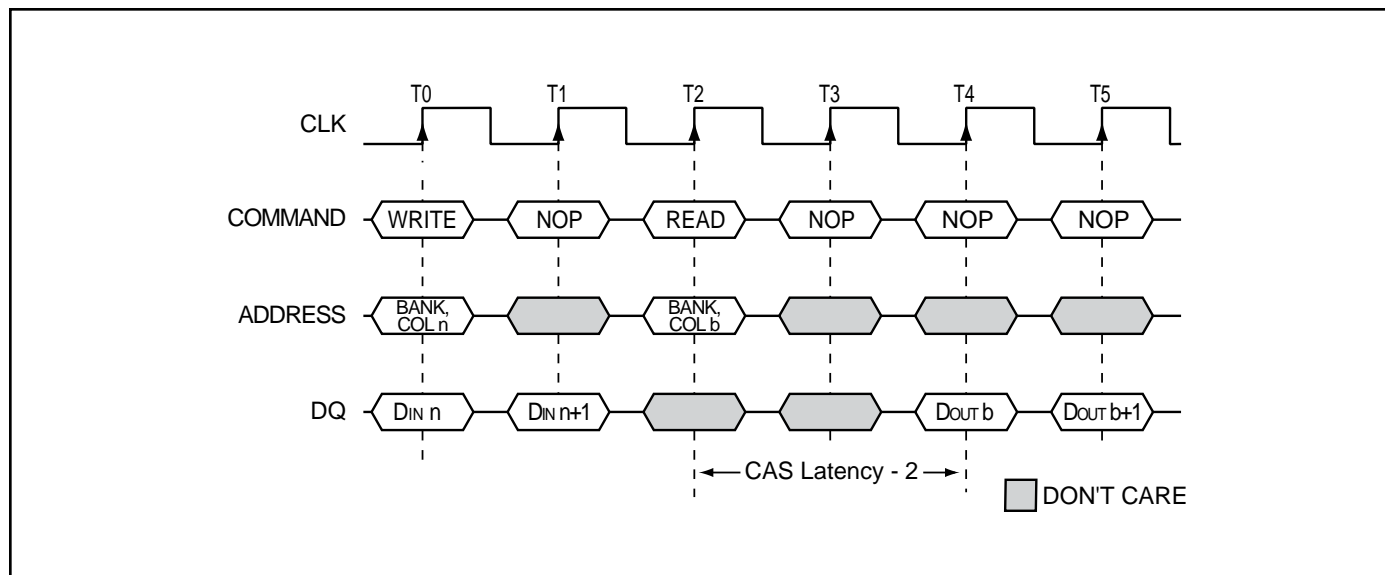 T0 T1 T2 T3 T4 T5
CLK
COMMAND WRITE NOP READ NOP NOP NOP
ADDRESS BANK, COL n BANK, COL b
DQ DIN n DIN n+1 DOUT b DOUT b+1
CAS Latency - 2
DON'T CARE